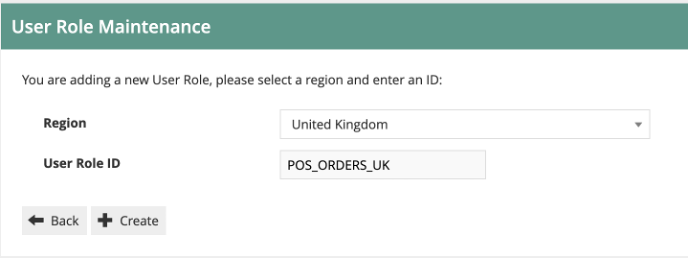 User Role Maintenance
You are adding a new User Role, please select a region and enter an ID:
Region United Kingdom
User Role ID POS_ORDERS_UK
Back Create